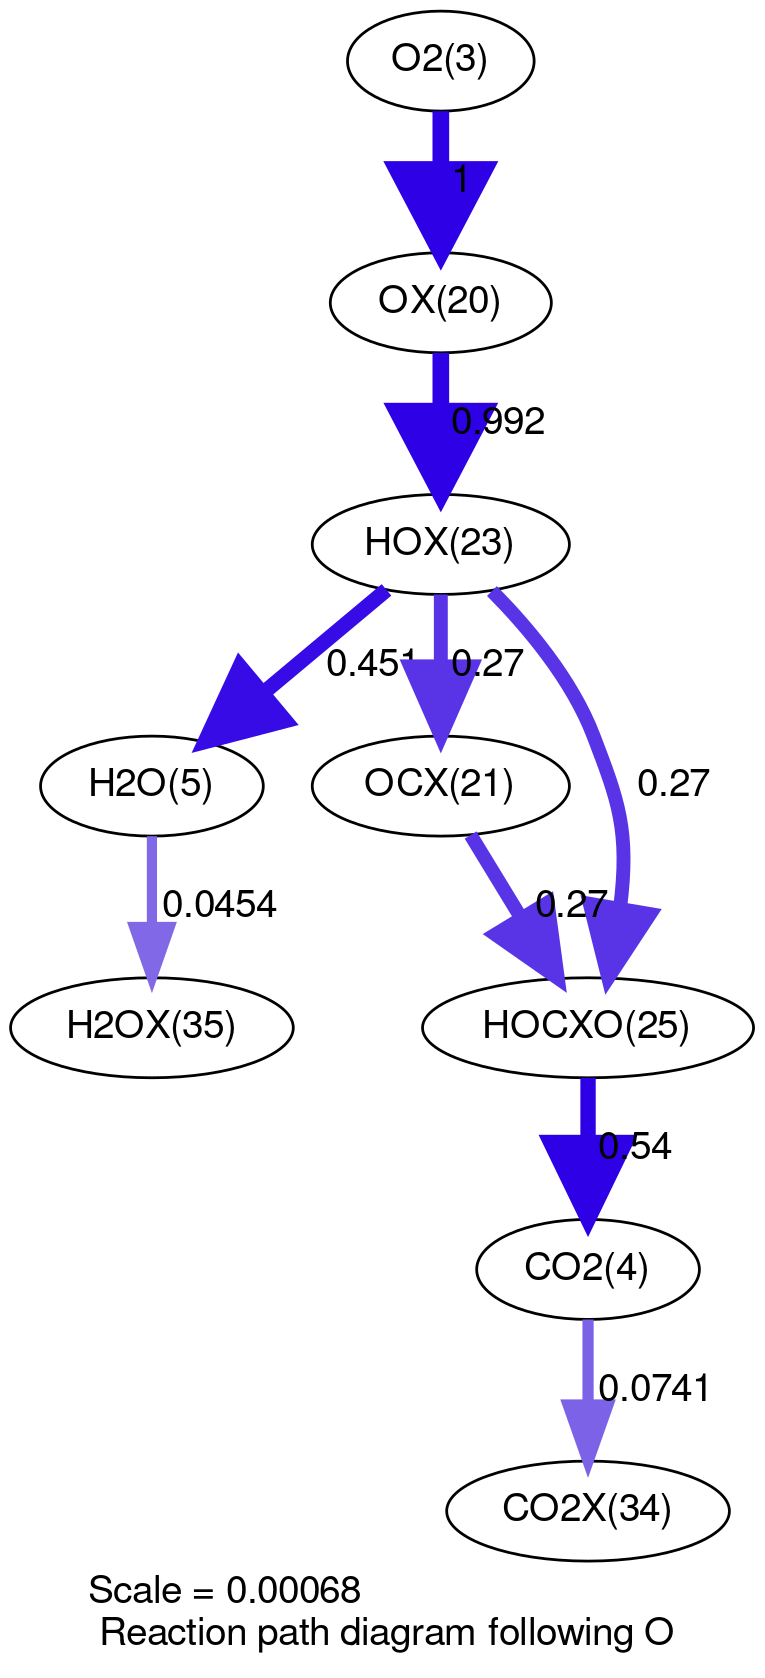 O2(3)
1
OX(20)
0.992
HOX(23)
0.451
0.27
0.27
H2O(5)
OCX(21)
0.0454
0.27
H2OX(35)
HOCXO(25)
0.54
CO2(4)
0.0741
CO2X(34)
Scale = 0.00068
Reaction path diagram following O